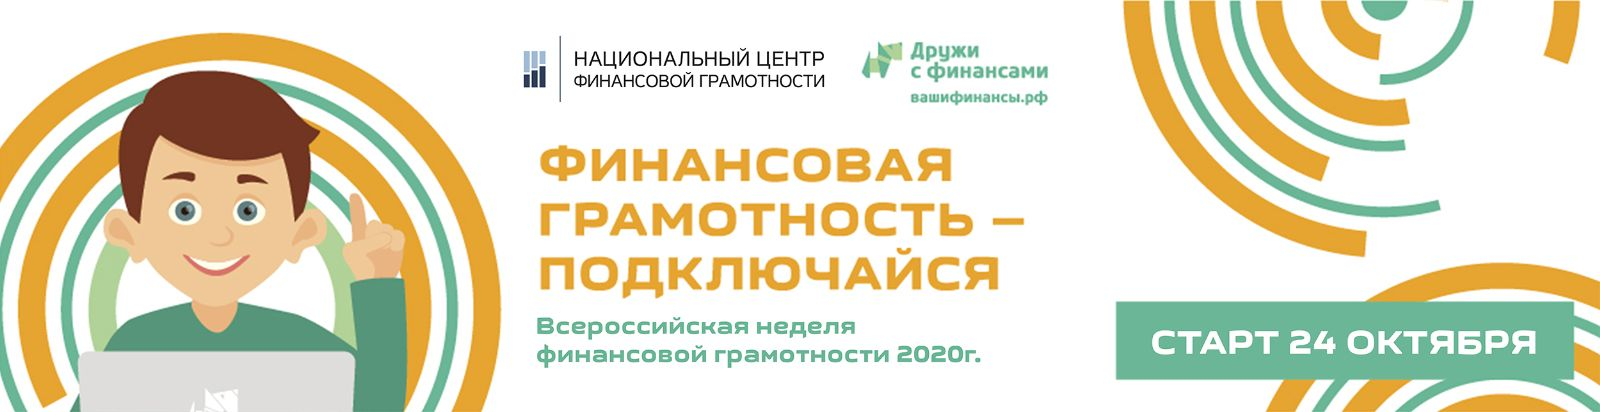 НАЦИОНАЛЬНЫЙ ЦЕНТР
ФИНАНСОВОЙ ГРАМОТНОСТИ
Дружи
с финансами
вашифинансы.рф
ФИНАНСОВАЯ
ГРАМОТНОСТЬ –
ПОДКЛЮЧАЙСЯ
Всероссийская неделя
финансовой грамотности 2020г.
СТАРТ 24 ОКТЯБРЯ